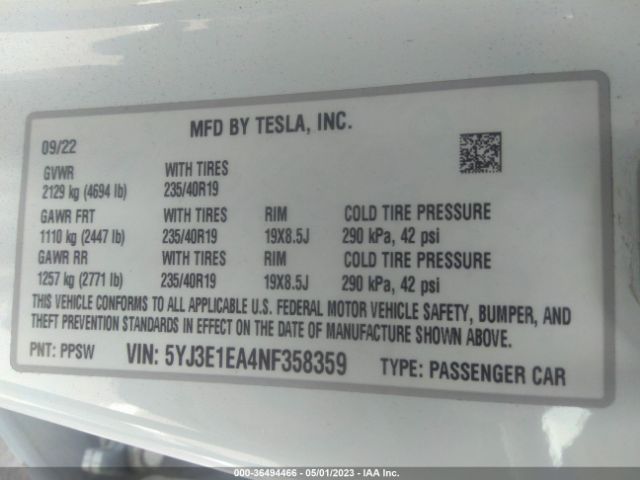 MFD BY TESLA, INC.
09/22
GVWR WITH TIRES
2129 kg (4694 lb) 235/40R19
GAWR FRT WITH TIRES RIM COLD TIRE PRESSURE
1110 kg (2447 lb) 235/40R19 19X8.5J 290 kPa, 42 psi
GAWR RR WITH TIRES RIM COLD TIRE PRESSURE
1257 kg (2771 lb) 235/40R19 19X8.5J 290 kPa, 42 psi
THIS VEHICLE CONFORMS TO ALL APPLICABLE U.S. FEDERAL MOTOR VEHICLE SAFETY, BUMPER, AND
THEFT PREVENTION STANDARDS IN EFFECT ON THE DATE OF MANUFACTURE SHOWN ABOVE.
PNT: PPSW VIN: 5YJ3E1EA4NF358359 TYPE: PASSENGER CAR
000-36494466 - 05/01/2023 - IAA Inc.